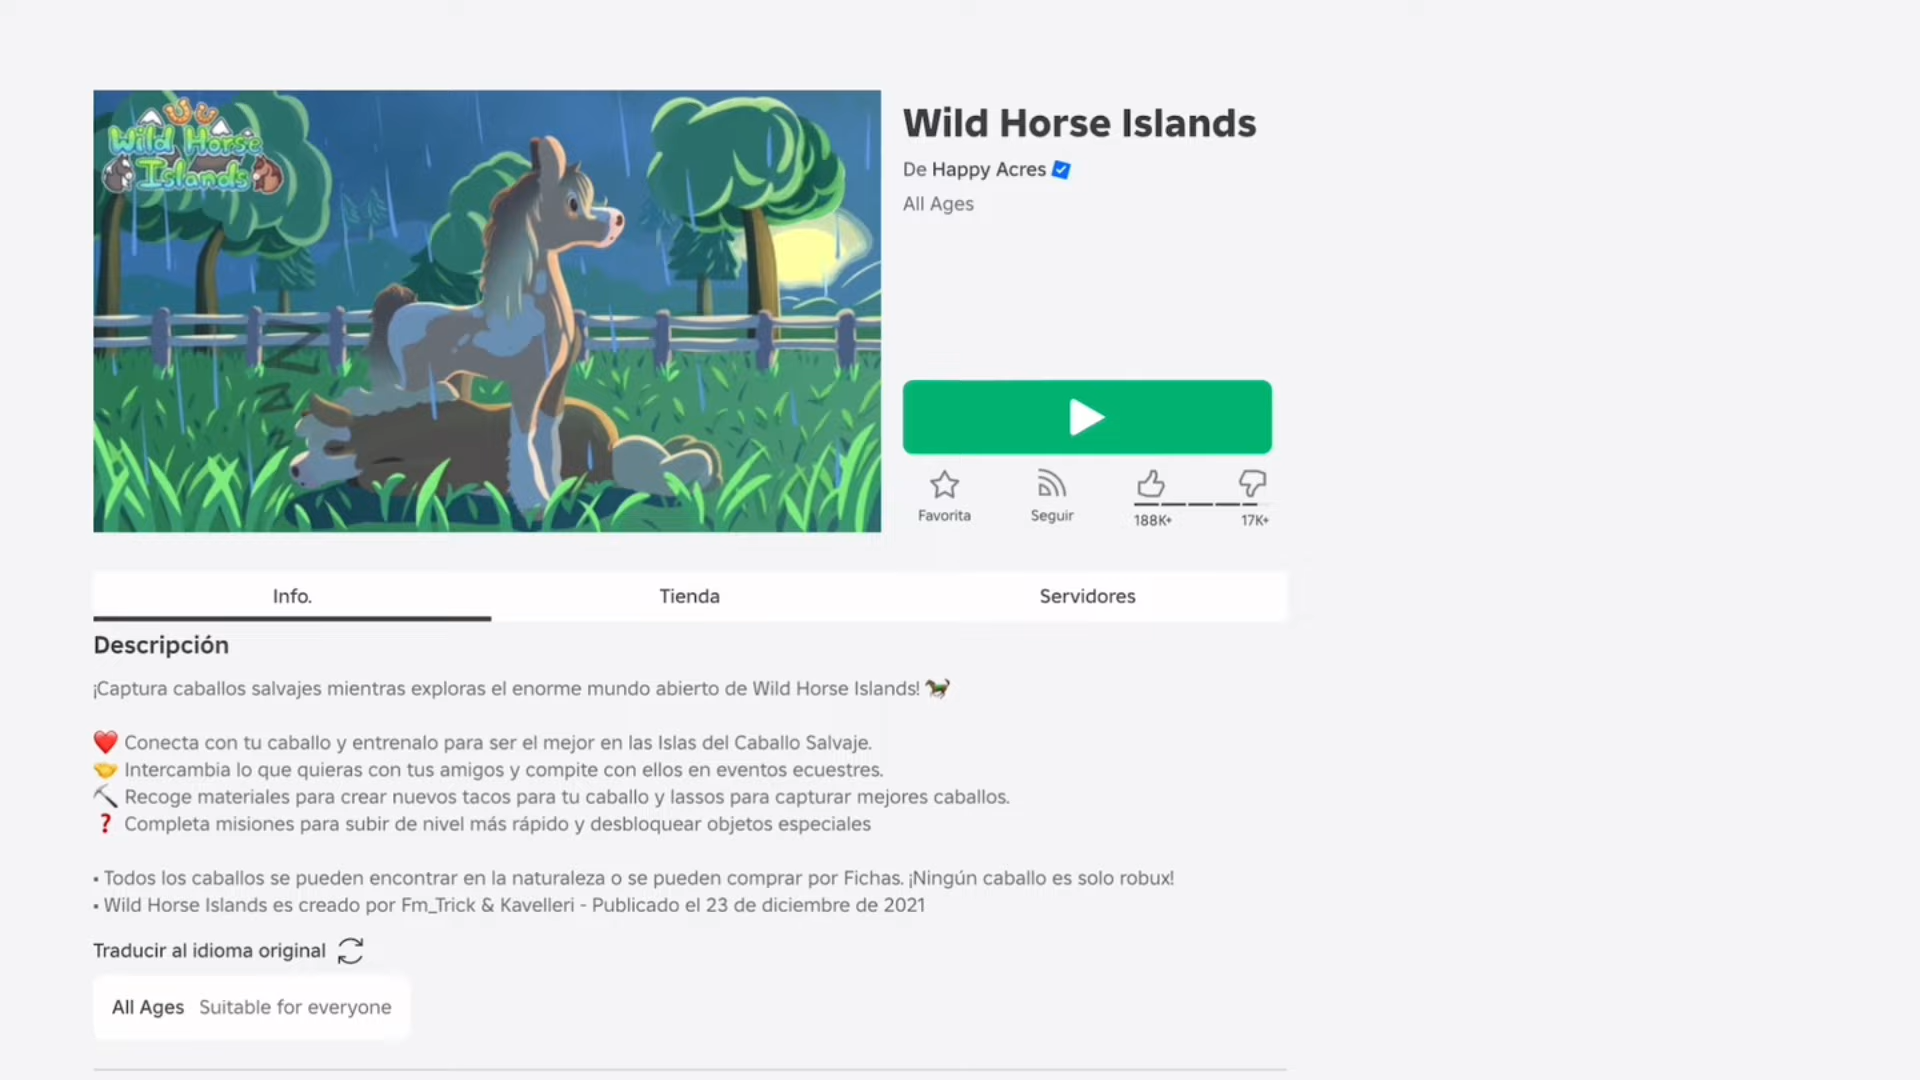 Wild Horse
Islands
Wild Horse Islands
De Happy Acres
All Ages
Favorita
Seguir
188K+
17K+
Info.
Tienda
Servidores
Descripción
¡Captura caballos salvajes mientras exploras el enorme mundo abierto de Wild Horse Islands! 🐎
❤️ Conecta con tu caballo y entrenalo para ser el mejor en las Islas del Caballo Salvaje.
🤝 Intercambia lo que quieras con tus amigos y compite con ellos en eventos ecuestres.
⛏️ Recoge materiales para crear nuevos tacos para tu caballo y lassos para capturar mejores caballos.
❓ Completa misiones para subir de nivel más rápido y desbloquear objetos especiales
▪ Todos los caballos se pueden encontrar en la naturaleza o se pueden comprar por Fichas. ¡Ningún caballo es solo robux!
▪ Wild Horse Islands es creado por Fm_Trick & Kavelleri - Publicado el 23 de diciembre de 2021
Traducir al idioma original
All Ages Suitable for everyone